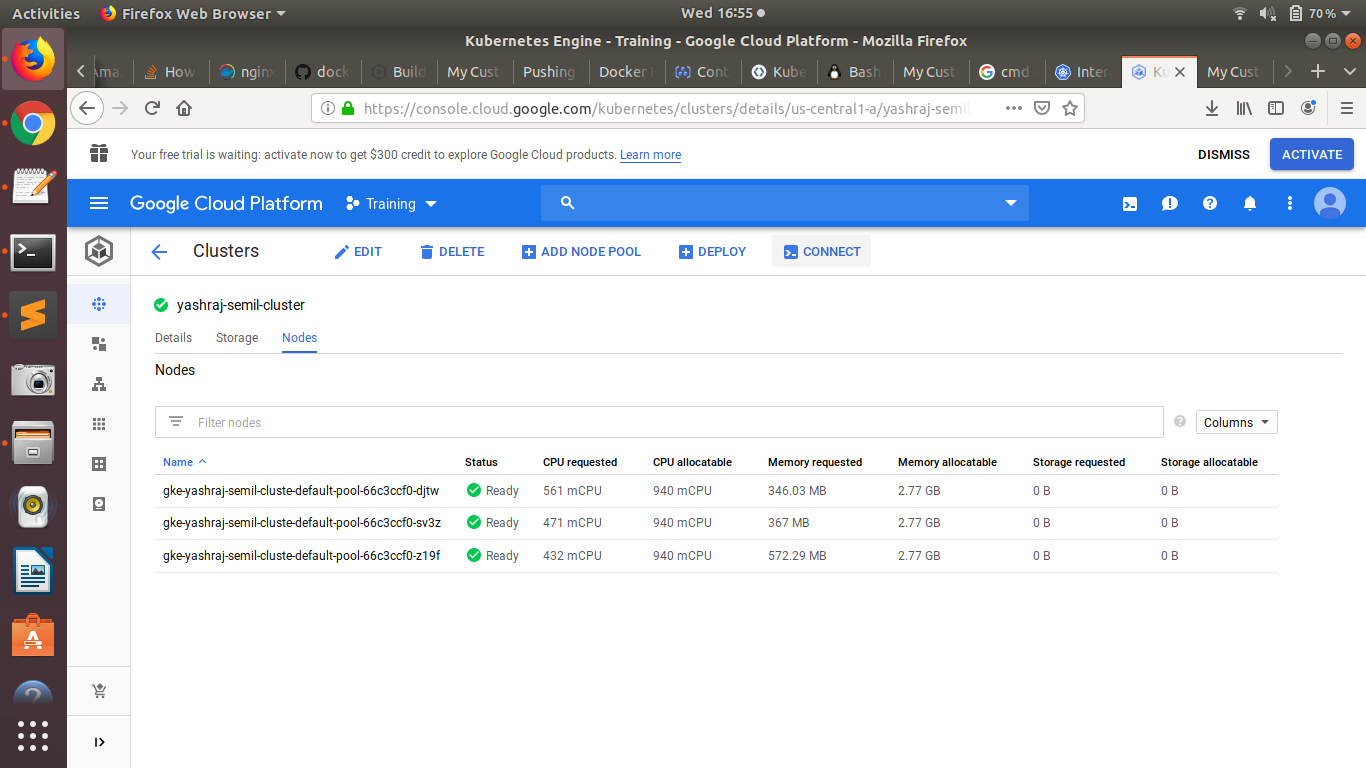 Activities Firefox Web Browser Wed 16:55 70%
Kubernetes Engine - Training - Google Cloud Platform - Mozilla Firefox
How nginx dock Build My Cust Pushing Docker Cont Kube Bash My Cust cmd Inter My Cust
https://console.cloud.google.com/kubernetes/clusters/details/us-central1-a/yashraj-semil
Your free trial is waiting: activate now to get $300 credit to explore Google Cloud products. Learn more DISMISS ACTIVATE
Google Cloud Platform Training
Clusters EDIT DELETE ADD NODE POOL DEPLOY CONNECT
yashraj-semil-cluster
Details Storage Nodes
Nodes
Filter nodes Columns
Name Status CPU requested CPU allocatable Memory requested Memory allocatable Storage requested Storage allocatable
gke-yashraj-semil-cluste-default-pool-66c3ccf0-djtw Ready 561 mCPU 940 mCPU 346.03 MB 2.77 GB 0 B 0 B
gke-yashraj-semil-cluste-default-pool-66c3ccf0-sv3z Ready 471 mCPU 940 mCPU 367 MB 2.77 GB 0 B 0 B
gke-yashraj-semil-cluste-default-pool-66c3ccf0-z19f Ready 432 mCPU 940 mCPU 572.29 MB 2.77 GB 0 B 0 B